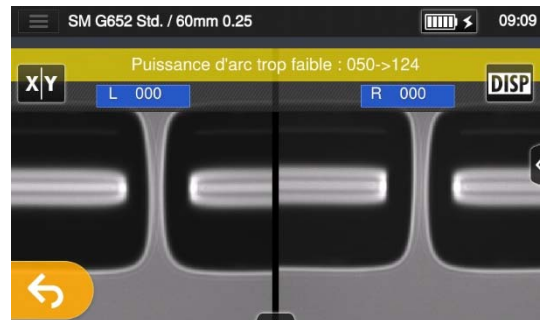 SM G652 Std. / 60mm 0.25 09:09
Puissance d'arc trop faible : 050->124
X|Y DISP
L 000 R 000